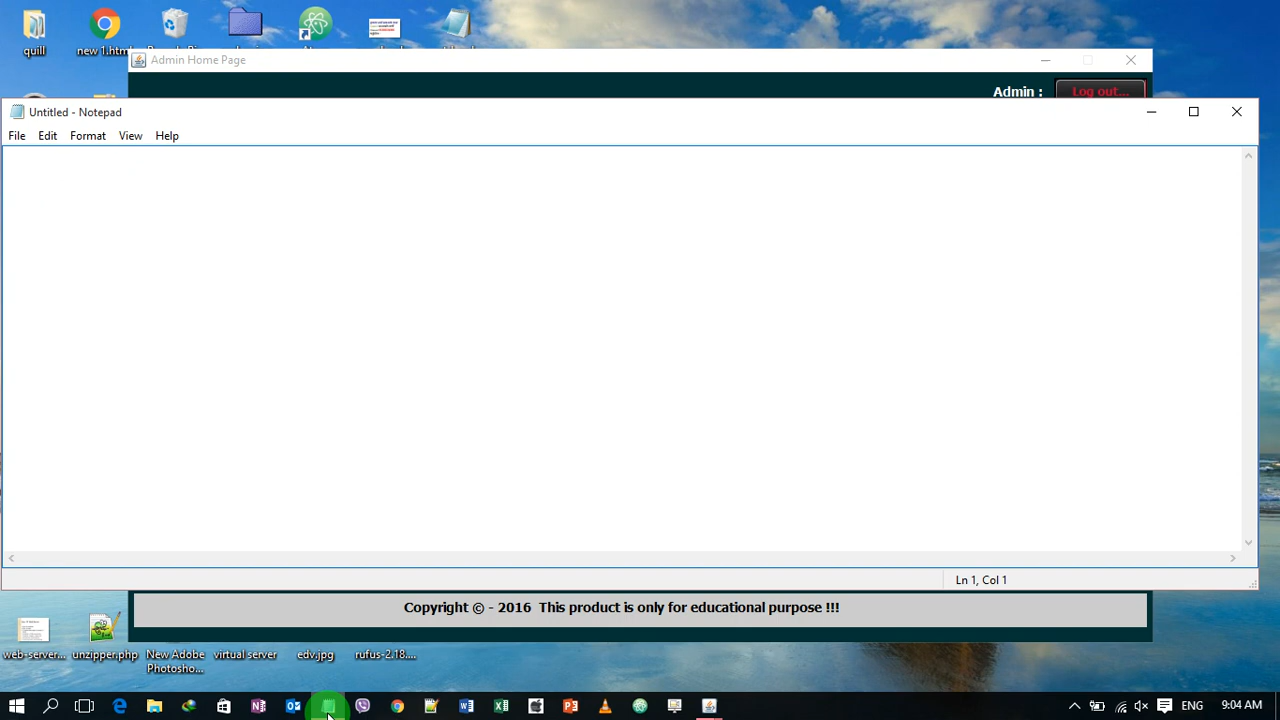 quill
new 1.htm
Admin Home Page
Admin :
Log out...
Untitled - Notepad
File Edit Format View Help
Ln 1, Col 1
Copyright © - 2016 This product is only for educational purpose !!!
web-server...
unzipper.php
New Adobe
Photosho...
virtual server
edv.jpg
rufus-2.18....
ENG
9:04 AM